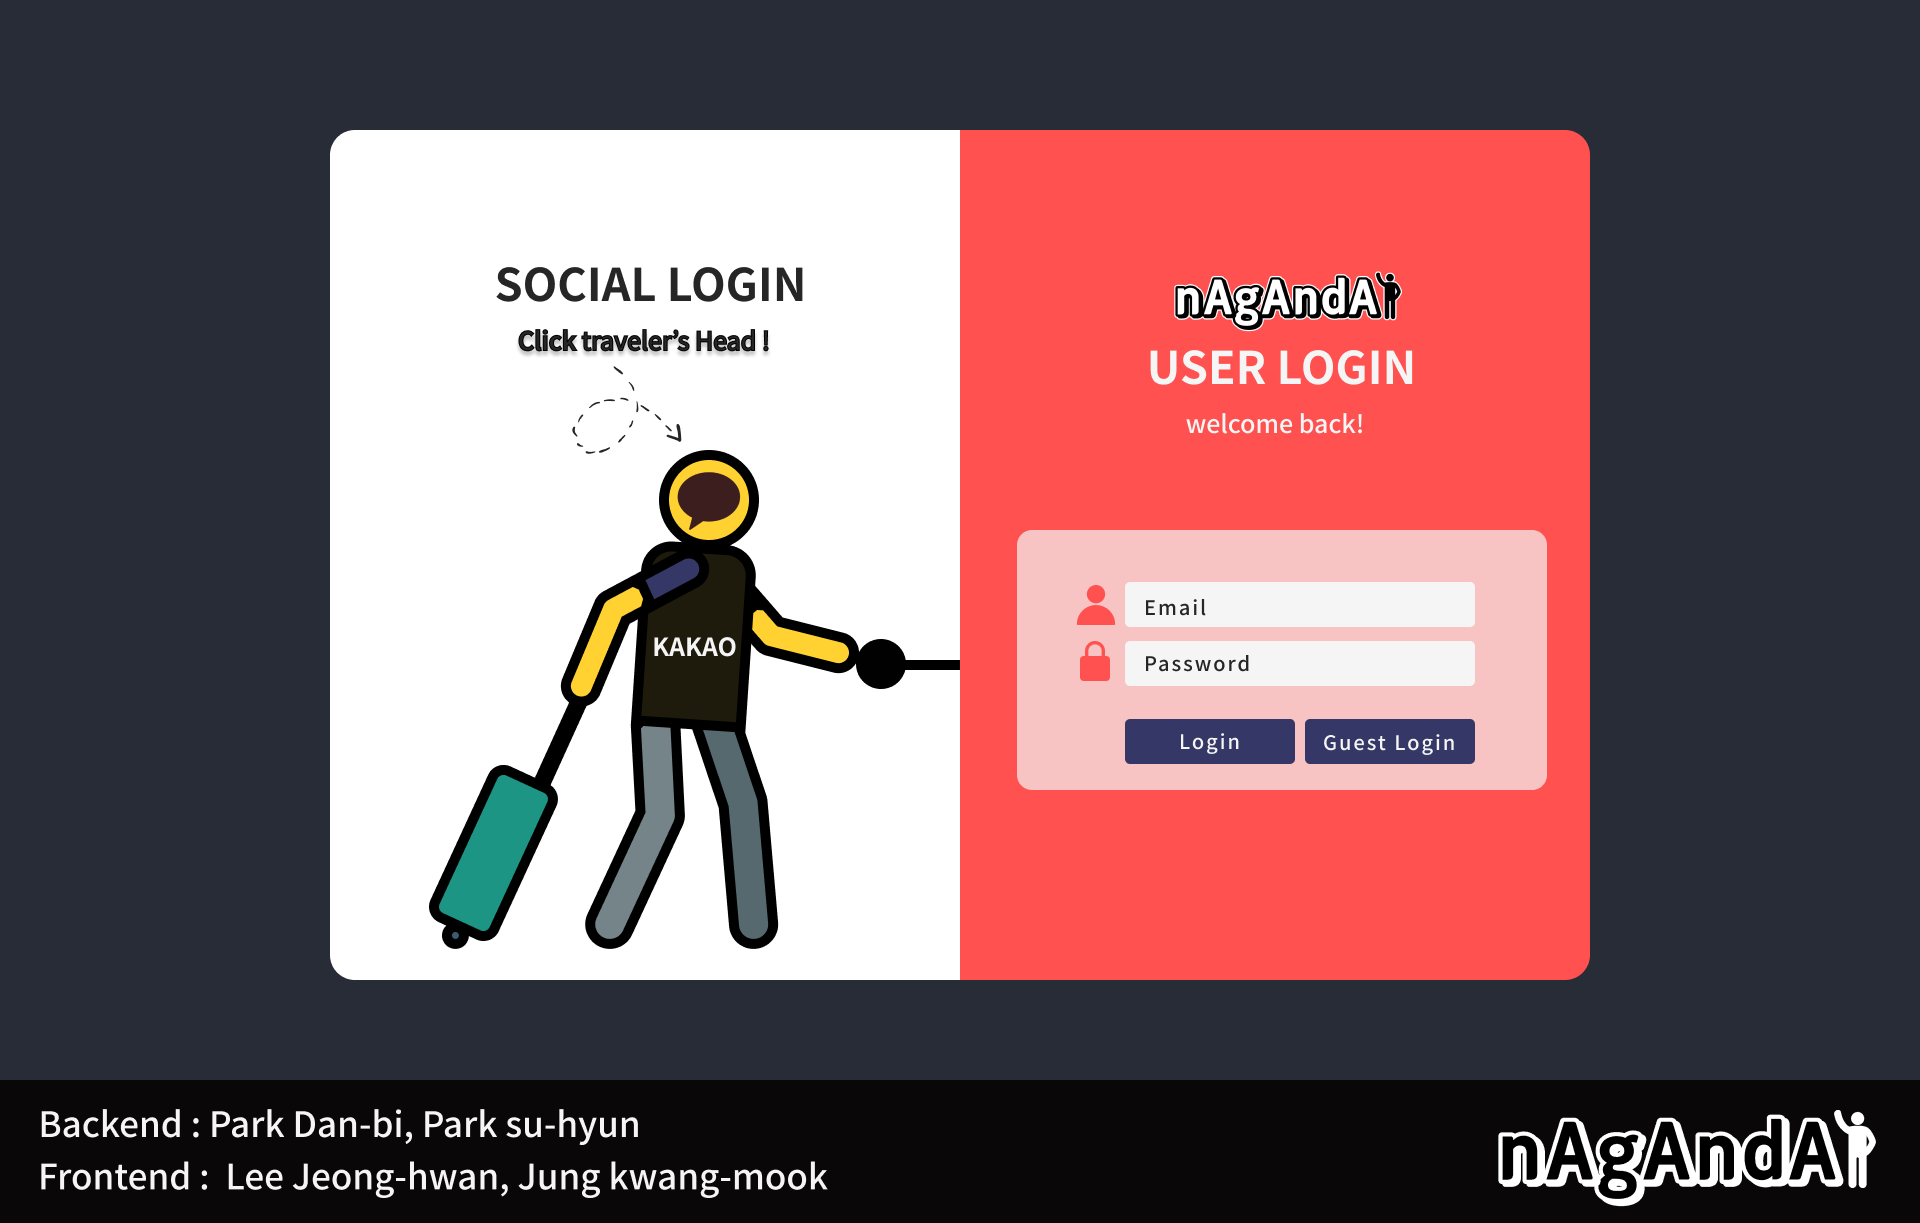 SOCIAL LOGIN
Click traveler’s Head !
KAKAO
nAgAndA
USER LOGIN
welcome back!
Email
Password
Login
Guest Login
Backend : Park Dan-bi, Park su-hyun
Frontend :  Lee Jeong-hwan, Jung kwang-mook
nAgAndA